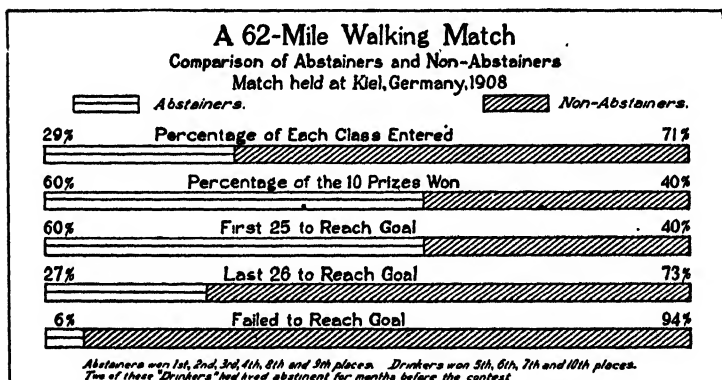 A 62-Mile Walking Match
Comparison of Abstainers and Non-Abstainers
Match held at Kiel, Germany, 1908
Abstainers. Non-Abstainers.
29% Percentage of Each Class Entered 71%
60% Percentage of the 10 Prizes Won 40%
60% First 25 to Reach Goal 40%
27% Last 26 to Reach Goal 73%
6% Failed to Reach Goal 94%
Abstainers won 1st, 2nd, 3rd, 4th, 8th and 9th places. Drinkers won 5th, 6th, 7th and 10th places.
Two of these "Drinkers" had lived abstinent for months before the contest